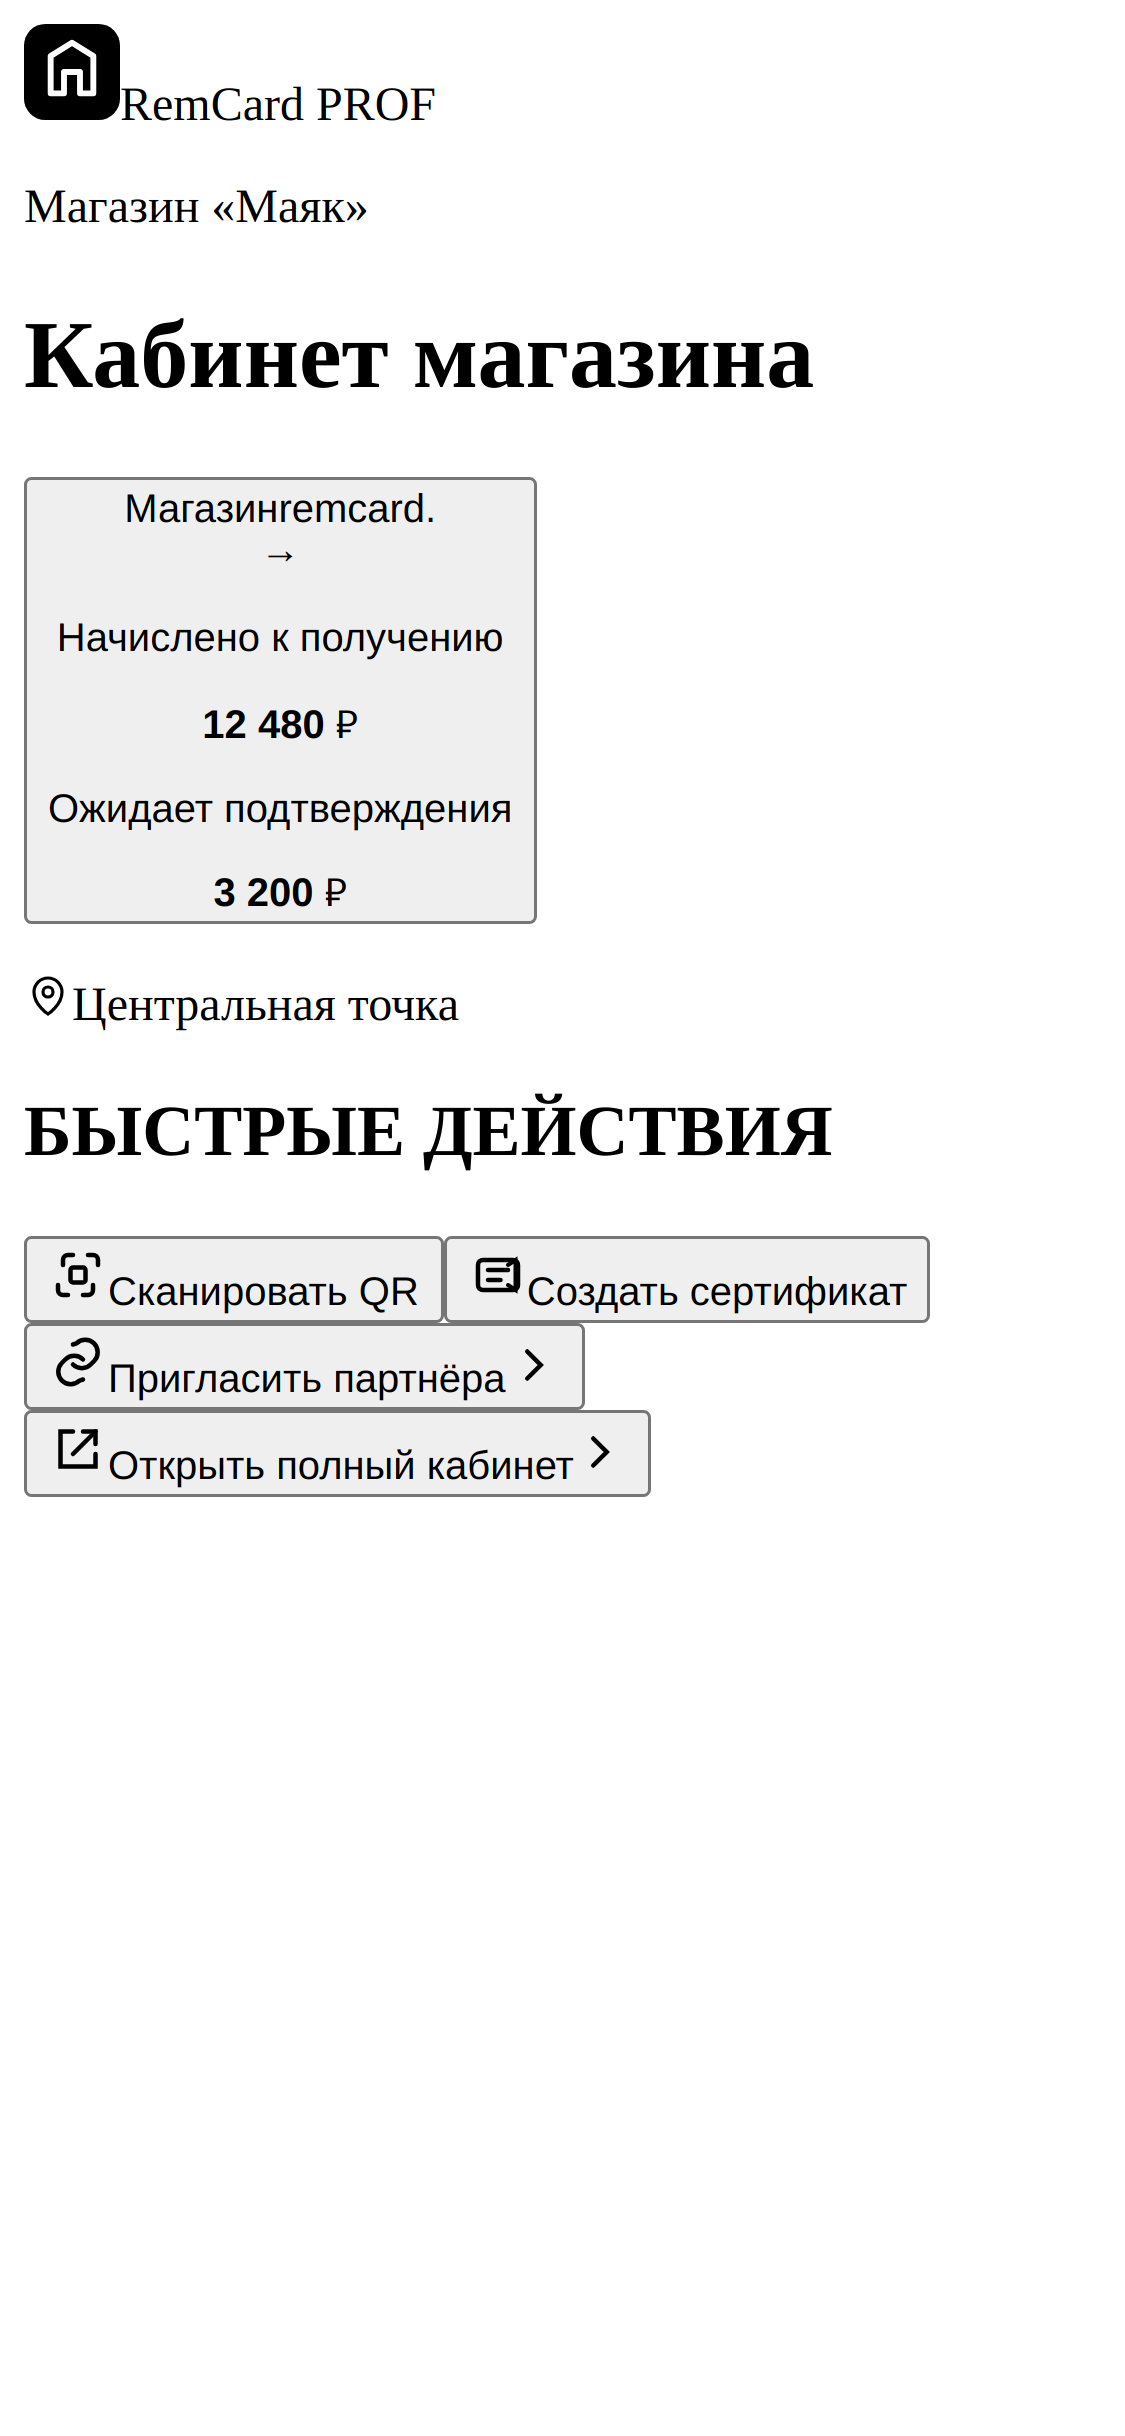 RemCard PROF
Магазин «Маяк»
Кабинет магазина
Магазинremcard.
→
Начислено к получению
12 480 ₽
Ожидает подтверждения
3 200 ₽
Центральная точка
БЫСТРЫЕ ДЕЙСТВИЯ
Сканировать QR Создать сертификат
Пригласить партнёра
Открыть полный кабинет